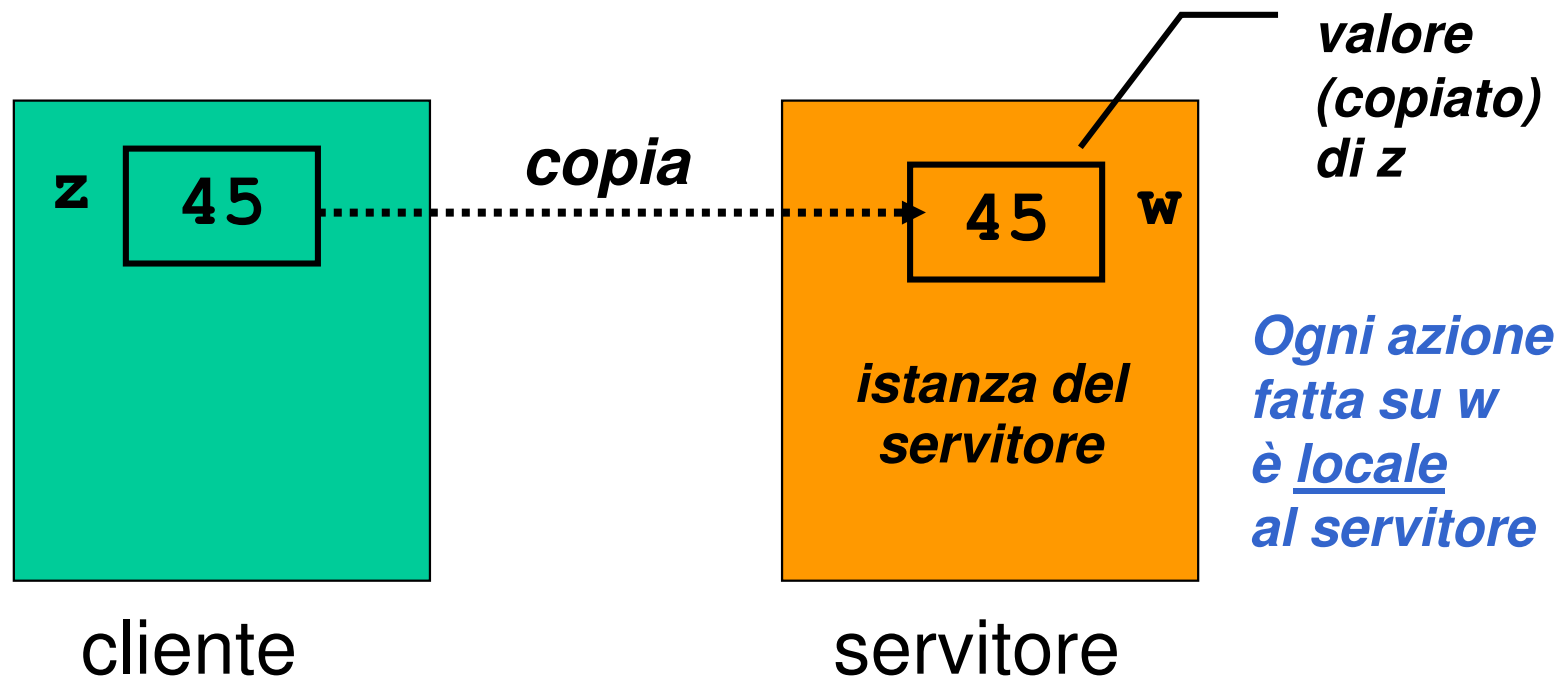 valore
(copiato)
di z
z
45
copia
45
w
istanza del
servitore
Ogni azione
fatta su w
è locale
al servitore
cliente
servitore